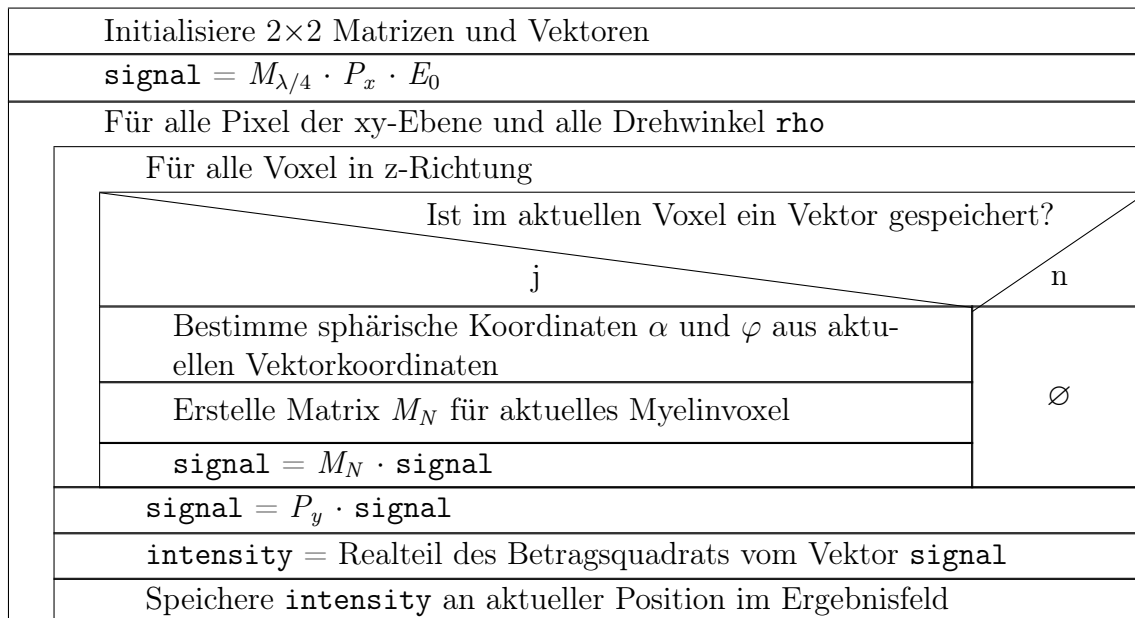 Initialisiere 2×2 Matrizen und Vektoren
signal = M_{λ/4} · P_x · E_0
Für alle Pixel der xy-Ebene und alle Drehwinkel rho
Für alle Voxel in z-Richtung
Ist im aktuellen Voxel ein Vektor gespeichert?
j
n
Bestimme sphärische Koordinaten α und φ aus aktu-
ellen Vektorkoordinaten
Erstelle Matrix M_N für aktuelles Myelinvoxel
∅
signal = M_N · signal
signal = P_y · signal
intensity = Realteil des Betragsquadrats vom Vektor signal
Speichere intensity an aktueller Position im Ergebnisfeld